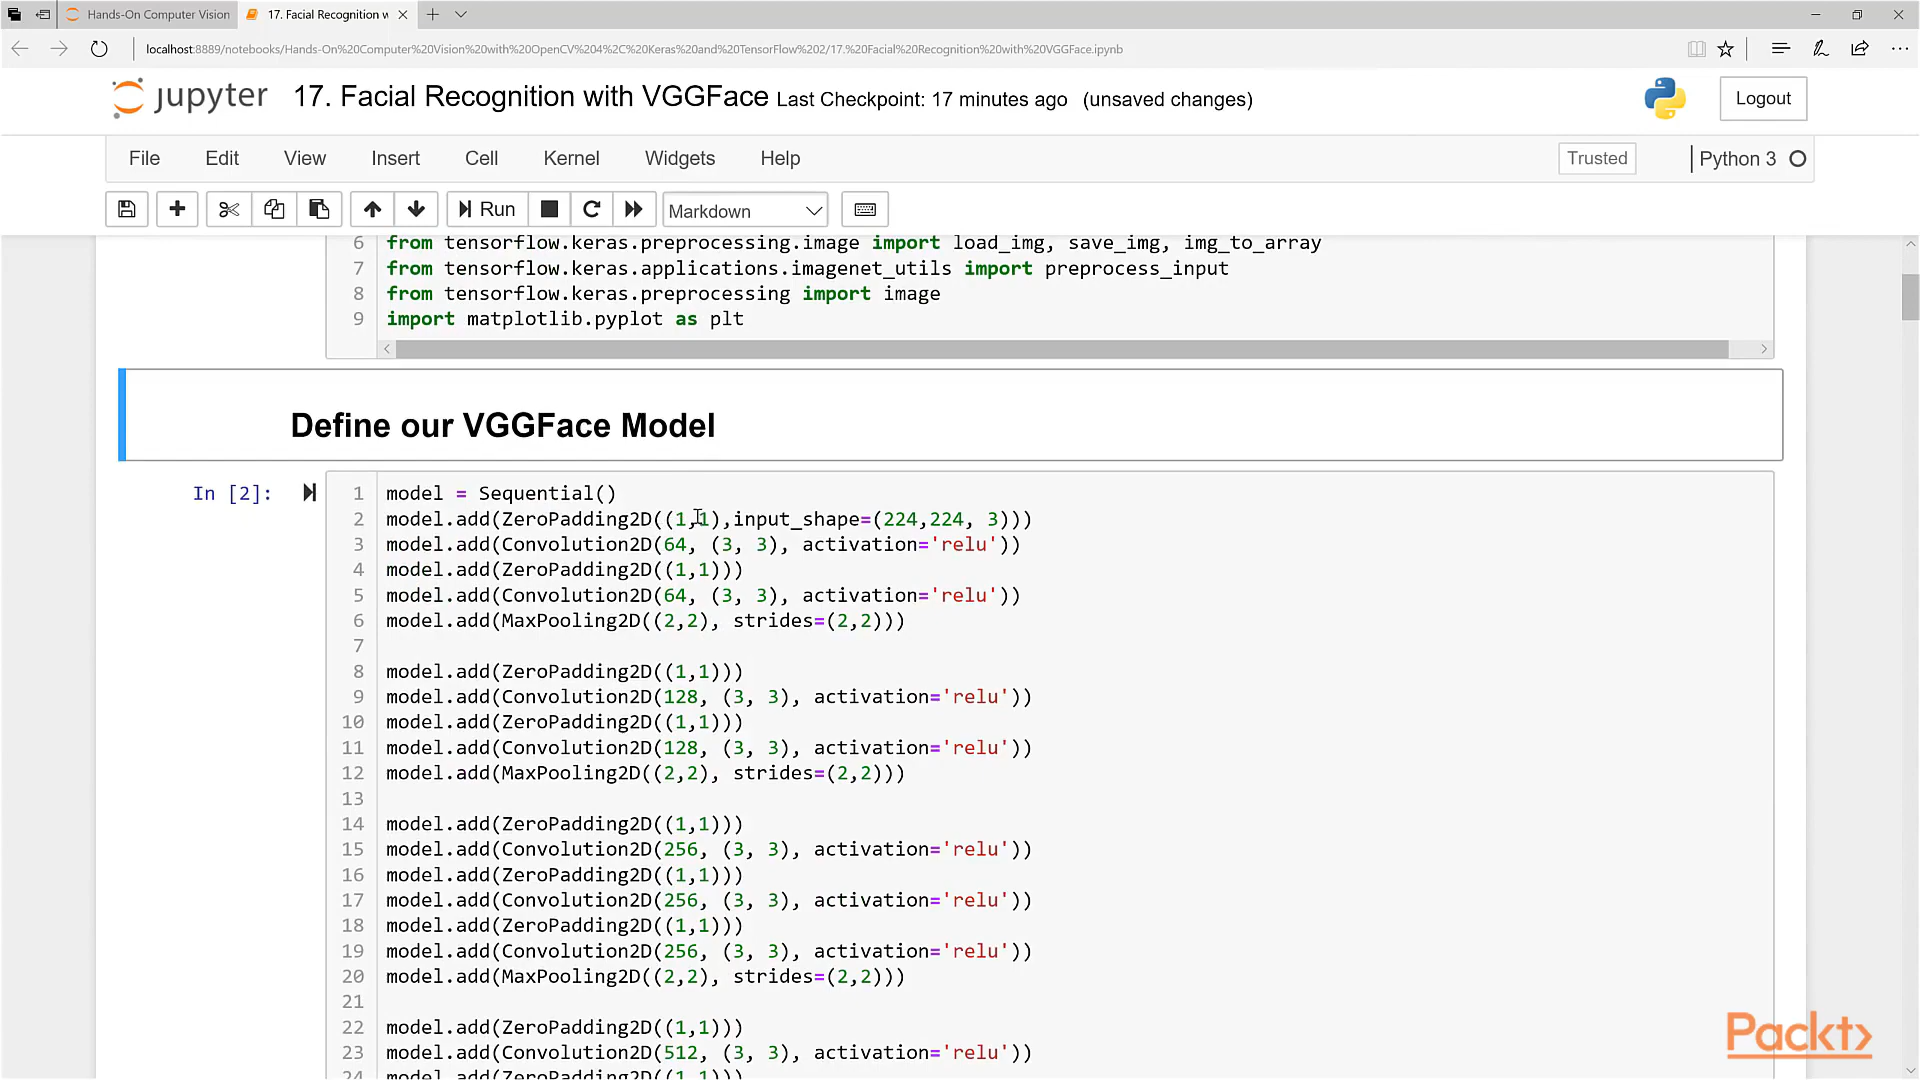 Hands-On Computer Vision
17. Facial Recognition w
localhost:8889/notebooks/Hands-On%20Computer%20Vision%20with%20OpenCV%204%2C%20Keras%20and%20TensorFlow%202/17.%20Facial%20Recognition%20with%20VGGFace.ipynb
jupyter 17. Facial Recognition with VGGFace Last Checkpoint: 17 minutes ago (unsaved changes)
Logout
File Edit View Insert Cell Kernel Widgets Help
Trusted
Python 3
Run
Markdown
6 from tensorflow.keras.preprocessing.image import load_img, save_img, img_to_array
7 from tensorflow.keras.applications.imagenet_utils import preprocess_input
8 from tensorflow.keras.preprocessing import image
9 import matplotlib.pyplot as plt
Define our VGGFace Model
In [2]:
1 model = Sequential()
2 model.add(ZeroPadding2D((1,1),input_shape=(224,224, 3)))
3 model.add(Convolution2D(64, (3, 3), activation='relu'))
4 model.add(ZeroPadding2D((1,1)))
5 model.add(Convolution2D(64, (3, 3), activation='relu'))
6 model.add(MaxPooling2D((2,2), strides=(2,2)))
7
8 model.add(ZeroPadding2D((1,1)))
9 model.add(Convolution2D(128, (3, 3), activation='relu'))
10 model.add(ZeroPadding2D((1,1)))
11 model.add(Convolution2D(128, (3, 3), activation='relu'))
12 model.add(MaxPooling2D((2,2), strides=(2,2)))
13
14 model.add(ZeroPadding2D((1,1)))
15 model.add(Convolution2D(256, (3, 3), activation='relu'))
16 model.add(ZeroPadding2D((1,1)))
17 model.add(Convolution2D(256, (3, 3), activation='relu'))
18 model.add(ZeroPadding2D((1,1)))
19 model.add(Convolution2D(256, (3, 3), activation='relu'))
20 model.add(MaxPooling2D((2,2), strides=(2,2)))
21
22 model.add(ZeroPadding2D((1,1)))
23 model.add(Convolution2D(512, (3, 3), activation='relu'))
24 model.add(ZeroPadding2D((1,1)))
Packt>